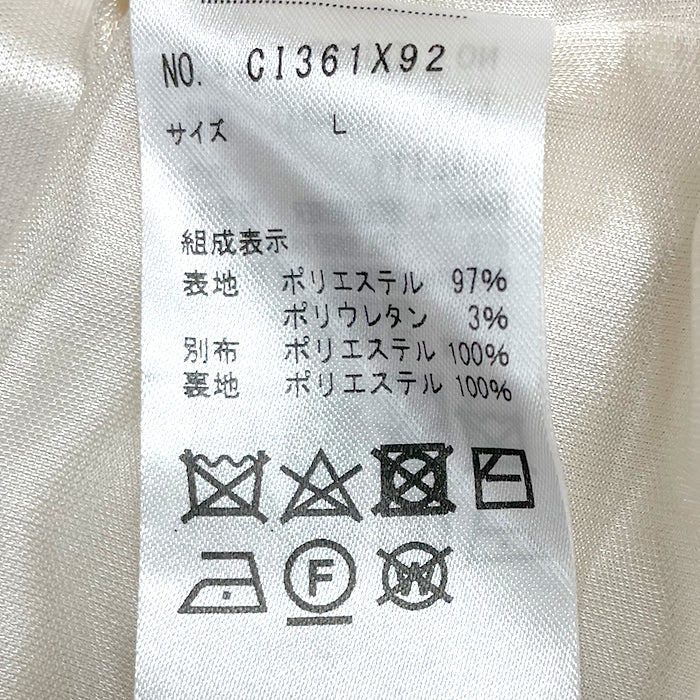 NO. CI361X92
サイズ L
組成表示
表地 ポリエステル 97%
ポリウレタン 3%
別布 ポリエステル 100%
裏地 ポリエステル 100%
F
W